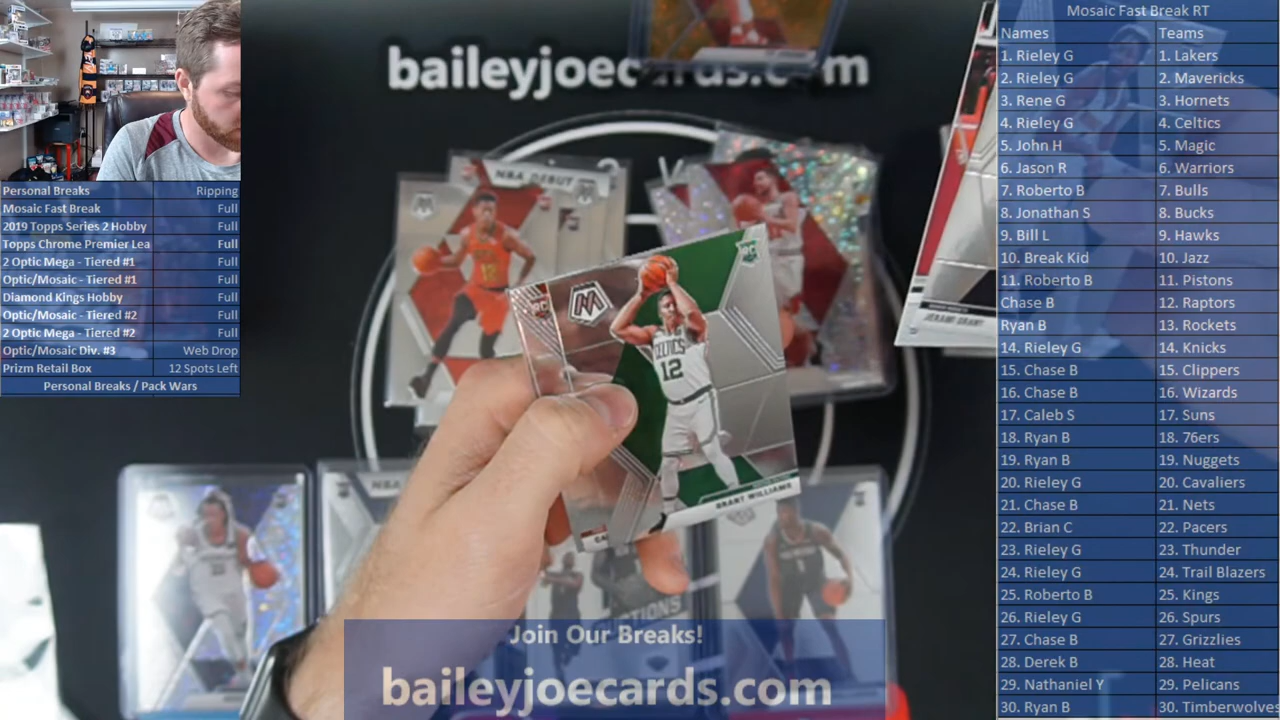 Personal Breaks Ripping
Mosaic Fast Break Full
2019 Topps Series 2 Hobby Full
Topps Chrome Premier Lea Full
2 Optic Mega - Tiered #1 Full
Optic/Mosaic - Tiered #1 Full
Diamond Kings Hobby Full
Optic/Mosaic - Tiered #2 Full
2 Optic Mega - Tiered #2 Full
Optic/Mosaic Div. #3 Web Drop
Prizm Retail Box 12 Spots Left
Personal Breaks / Pack Wars
baileyjoecards.com
NBA DEBUT
RC
CELTICS
12
GRANT WILLIAMS
JERAMI GRANT
Join Our Breaks!
baileyjoecards.com
Mosaic Fast Break RT
Names Teams
1. Rieley G 1. Lakers
2. Rieley G 2. Mavericks
3. Rene G 3. Hornets
4. Rieley G 4. Celtics
5. John H 5. Magic
6. Jason R 6. Warriors
7. Roberto B 7. Bulls
8. Jonathan S 8. Bucks
9. Bill L 9. Hawks
10. Break Kid 10. Jazz
11. Roberto B 11. Pistons
Chase B 12. Raptors
Ryan B 13. Rockets
14. Rieley G 14. Knicks
15. Chase B 15. Clippers
16. Chase B 16. Wizards
17. Caleb S 17. Suns
18. Ryan B 18. 76ers
19. Ryan B 19. Nuggets
20. Rieley G 20. Cavaliers
21. Chase B 21. Nets
22. Brian C 22. Pacers
23. Rieley G 23. Thunder
24. Rieley G 24. Trail Blazers
25. Roberto B 25. Kings
26. Rieley G 26. Spurs
27. Chase B 27. Grizzlies
28. Derek B 28. Heat
29. Nathaniel Y 29. Pelicans
30. Ryan B 30. Timberwolves